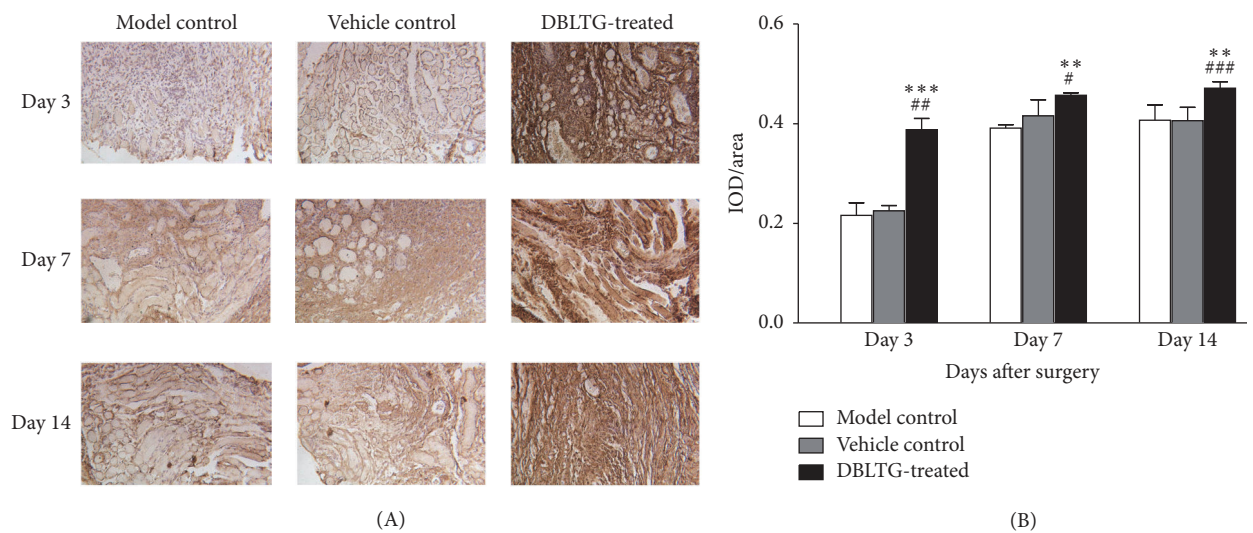 Model control
Vehicle control
DBLTG-treated
Day 3
Day 7
Day 14
(A)
0.6
0.4
0.2
0.0
IOD/area
***
##
**
#
**
###
Day 3
Day 7
Day 14
Days after surgery
Model control
Vehicle control
DBLTG-treated
(B)